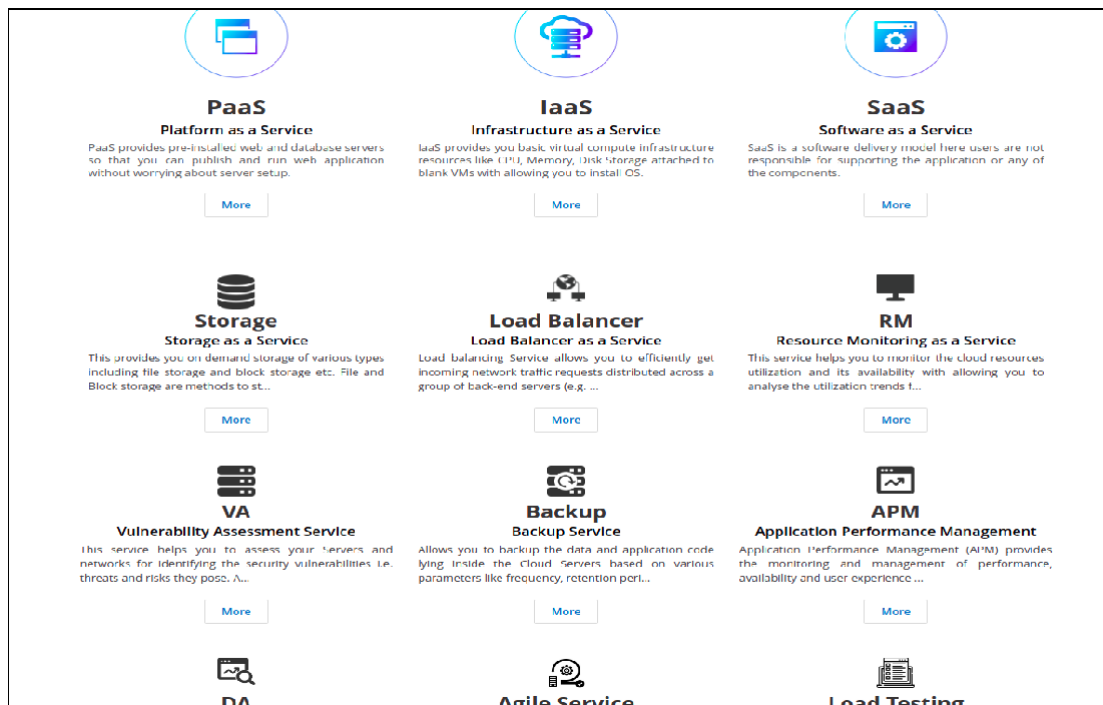 PaaS
Platform as a Service
PaaS provides pre-installed web and database servers
so that you can publish and run web application
without worrying about server setup.
More
IaaS
Infrastructure as a Service
IaaS provides you basic virtual compute infrastructure
resources like CPU, Memory, Disk Storage attached to
blank VMs with allowing you to install OS.
More
SaaS
Software as a Service
SaaS is a software delivery model here users are not
responsible for supporting the application or any of
the components.
More
Storage
Storage as a Service
This provides you on demand storage of various types
including file storage and block storage etc. File and
Block storage are methods to st...
More
Load Balancer
Load Balancer as a Service
Load balancing Service allows you to efficiently get
incoming network traffic requests distributed across a
group of back-end servers (e.g. ...
More
RM
Resource Monitoring as a Service
This service helps you to monitor the cloud resources
utilization and its availability with allowing you to
analyse the utilization trends f...
More
VA
Vulnerability Assessment Service
This service helps you to assess your Servers and
networks for identifying the security vulnerabilities i.e.
threats and risks they pose. A...
More
Backup
Backup Service
Allows you to backup the data and application code
lying inside the Cloud Servers based on various
parameters like frequency, retention peri...
More
APM
Application Performance Management
Application Performance Management (APM) provides
the monitoring and management of performance,
availability and user experience ...
More
DA
Agile Service
Load Testing